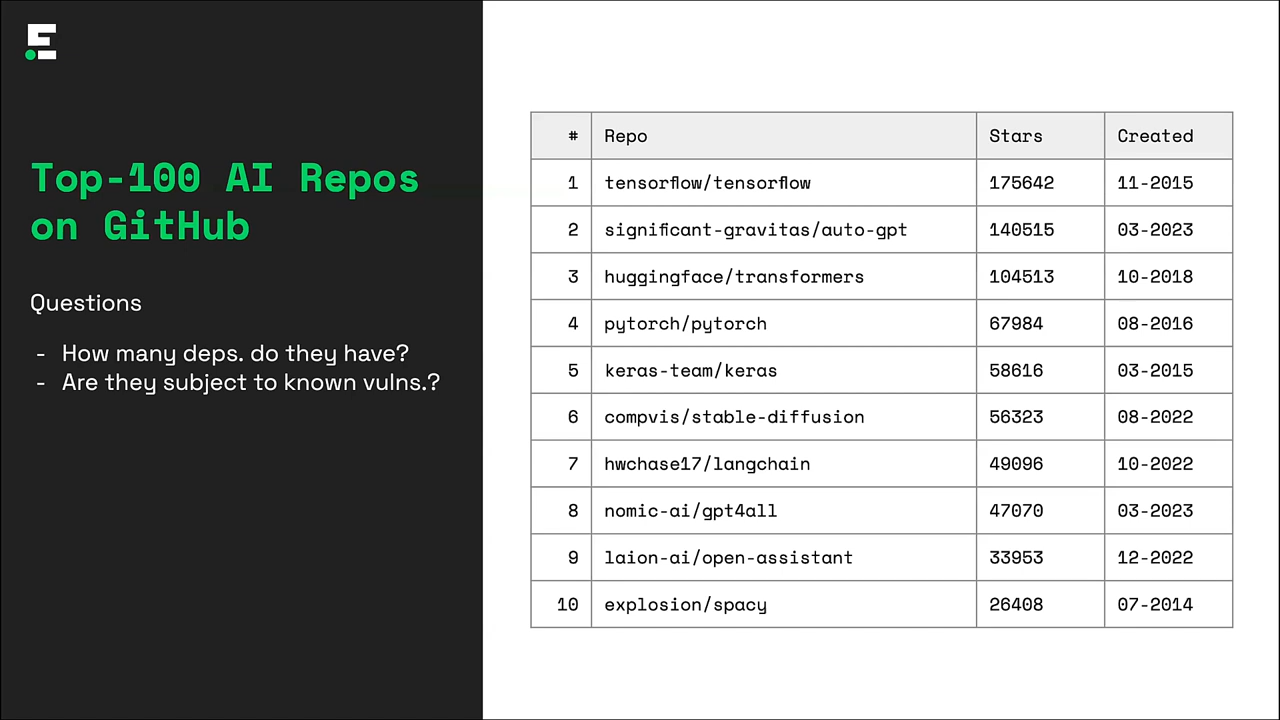 Top-100 AI Repos
on GitHub
Questions
- How many deps. do they have?
- Are they subject to known vulns.?
# Repo Stars Created
1 tensorflow/tensorflow 175642 11-2015
2 significant-gravitas/auto-gpt 140515 03-2023
3 huggingface/transformers 104513 10-2018
4 pytorch/pytorch 67984 08-2016
5 keras-team/keras 58616 03-2015
6 compvis/stable-diffusion 56323 08-2022
7 hwchase17/langchain 49096 10-2022
8 nomic-ai/gpt4all 47070 03-2023
9 laion-ai/open-assistant 33953 12-2022
10 explosion/spacy 26408 07-2014